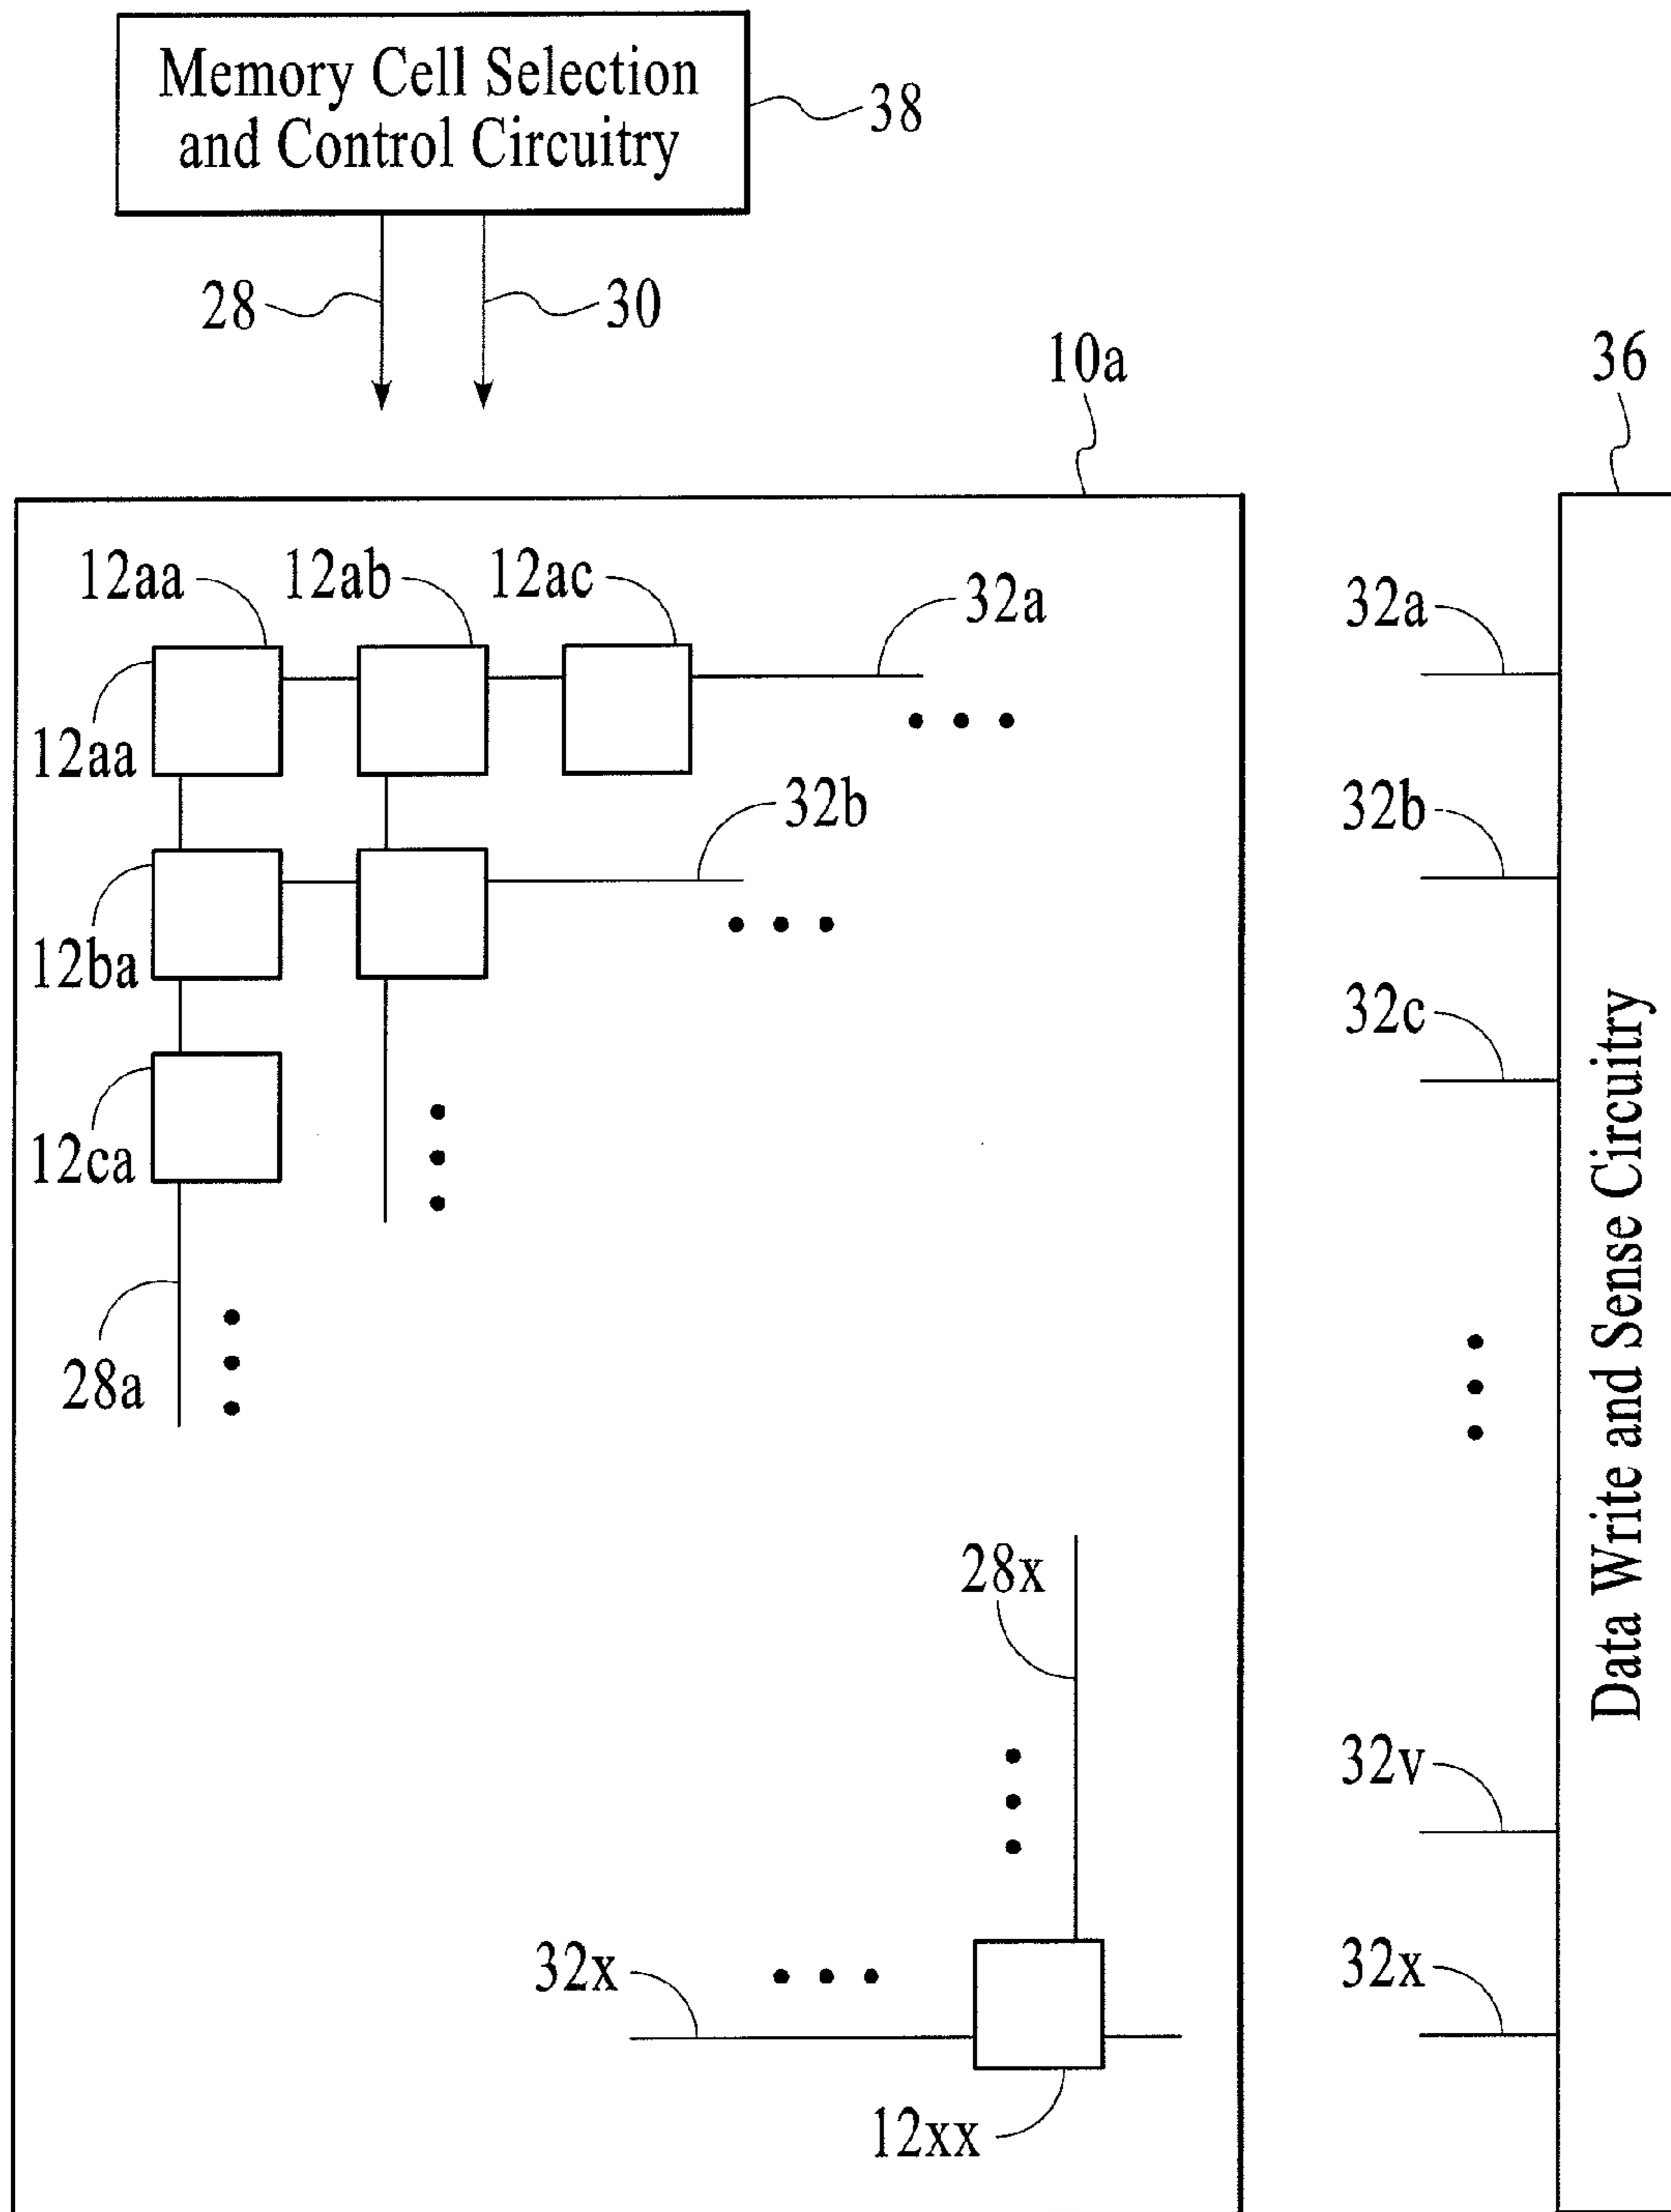 Memory Cell Selection
and Control Circuitry
38
28
30
10a
36
12aa
12ab
12ac
32a
32a
12aa
32b
32b
12ba
32c
12ca
28a
Data Write and Sense Circuitry
28x
32v
32x
32x
12xx